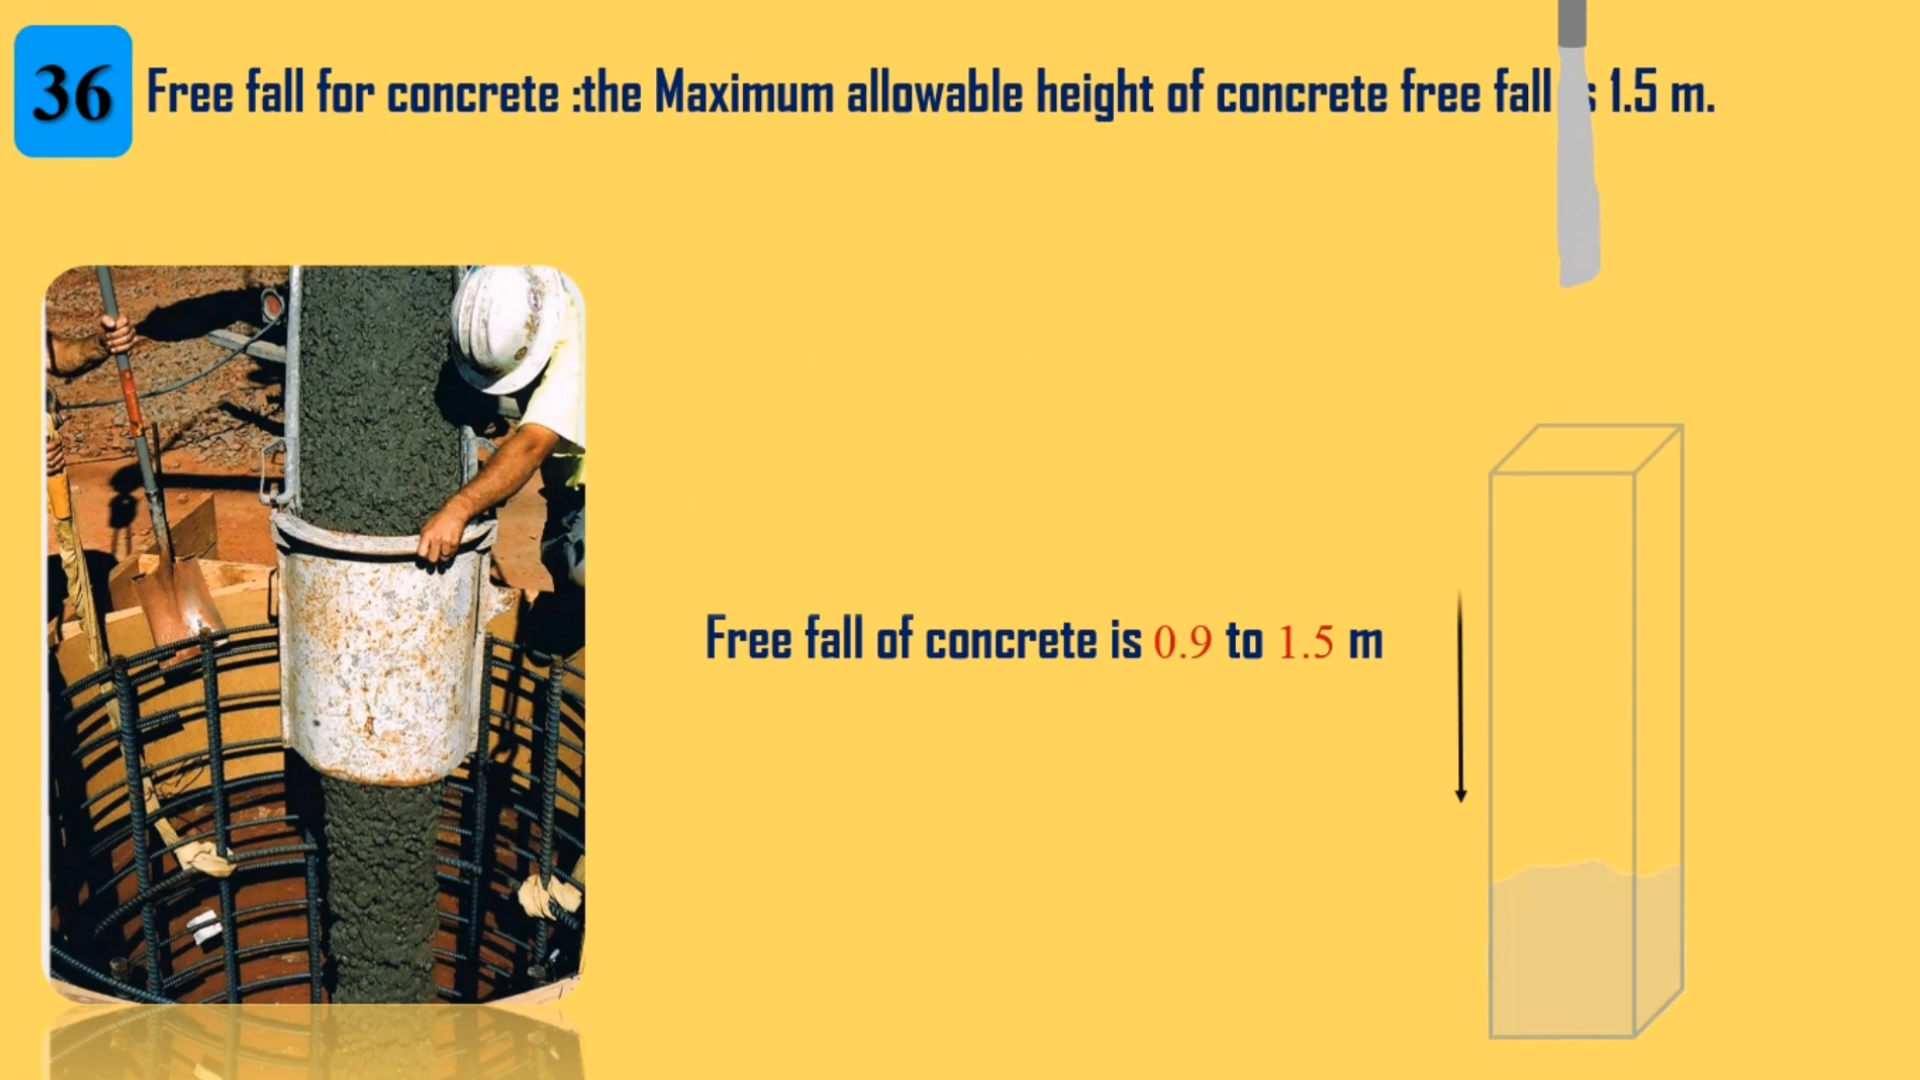 36
Free fall for concrete :the Maximum allowable height of concrete free fall 1.5 m.
Free fall of concrete is 0.9 to 1.5 m